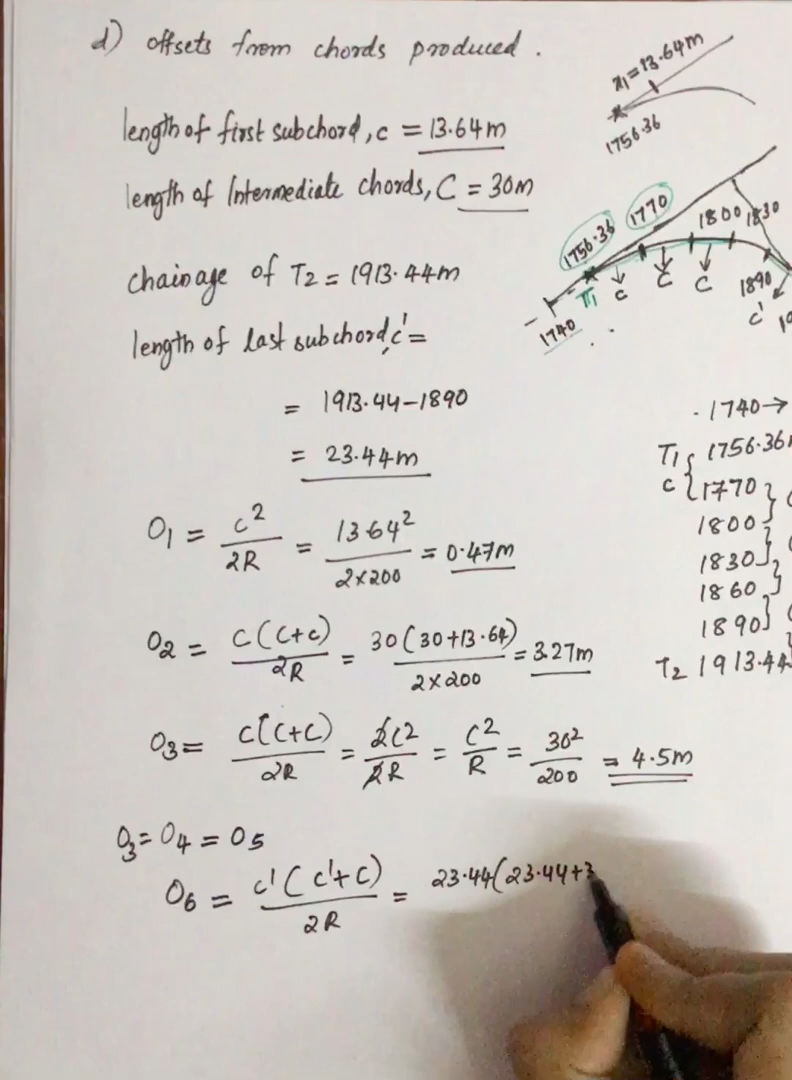 d) offsets from chords produced.
x₁=13.64m
1756.36
length of first subchord, c = 13.64m
length of Intermediate chords, C = 30m
1756.36 1770 1800 1830
T₁ c C C 1890
1740 c'
chainage of T₂ = 1913.44m
length of last subchord, c' =
= 1913.44-1890
= 23.44m
. 1740→
T₁ 1756.36
c 1770
1800
1830
1860
1890
T₂ 1913.44
O₁ = c²/2R = 13.64²/2×200 = 0.47m
O₂ = C(C+c)/2R = 30(30+13.64)/2×200 = 3.27m
O₃ = C(C+C)/2R = 2C²/2R = C²/R = 30²/200 = 4.5m
O₃ = O₄ = O₅
O₆ = c'(c'+C)/2R = 23.44(23.44+3